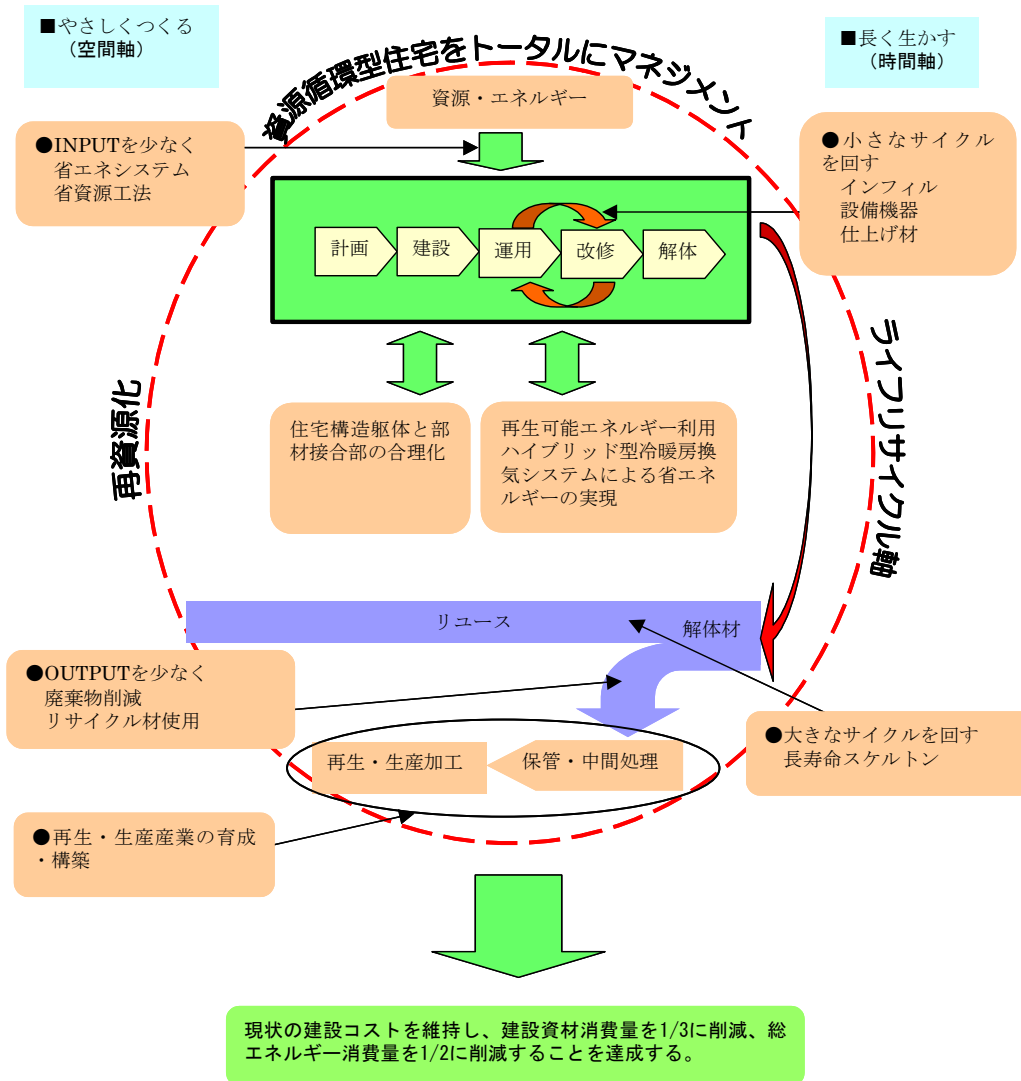 ■やさしくつくる
（空間軸）
■長く生かす
（時間軸）
資源循環型住宅をトータルにマネジメント
資源・エネルギー
●INPUTを少なく
省エネシステム
省資源工法
●小さなサイクル
を回す
インフィル
設備機器
仕上げ材
計画
建設
運用
改修
解体
ライフリサイクル軸
再資源化
住宅構造躯体と部
材接合部の合理化
再生可能エネルギー利用
ハイブリッド型冷暖房換
気システムによる省エネ
ルギーの実現
リユース
解体材
●OUTPUTを少なく
廃棄物削減
リサイクル材使用
●大きなサイクルを回す
長寿命スケルトン
再生・生産加工
保管・中間処理
●再生・生産産業の育成
・構築
現状の建設コストを維持し、建設資材消費量を1/3に削減、総
エネルギー消費量を1/2に削減することを達成する。